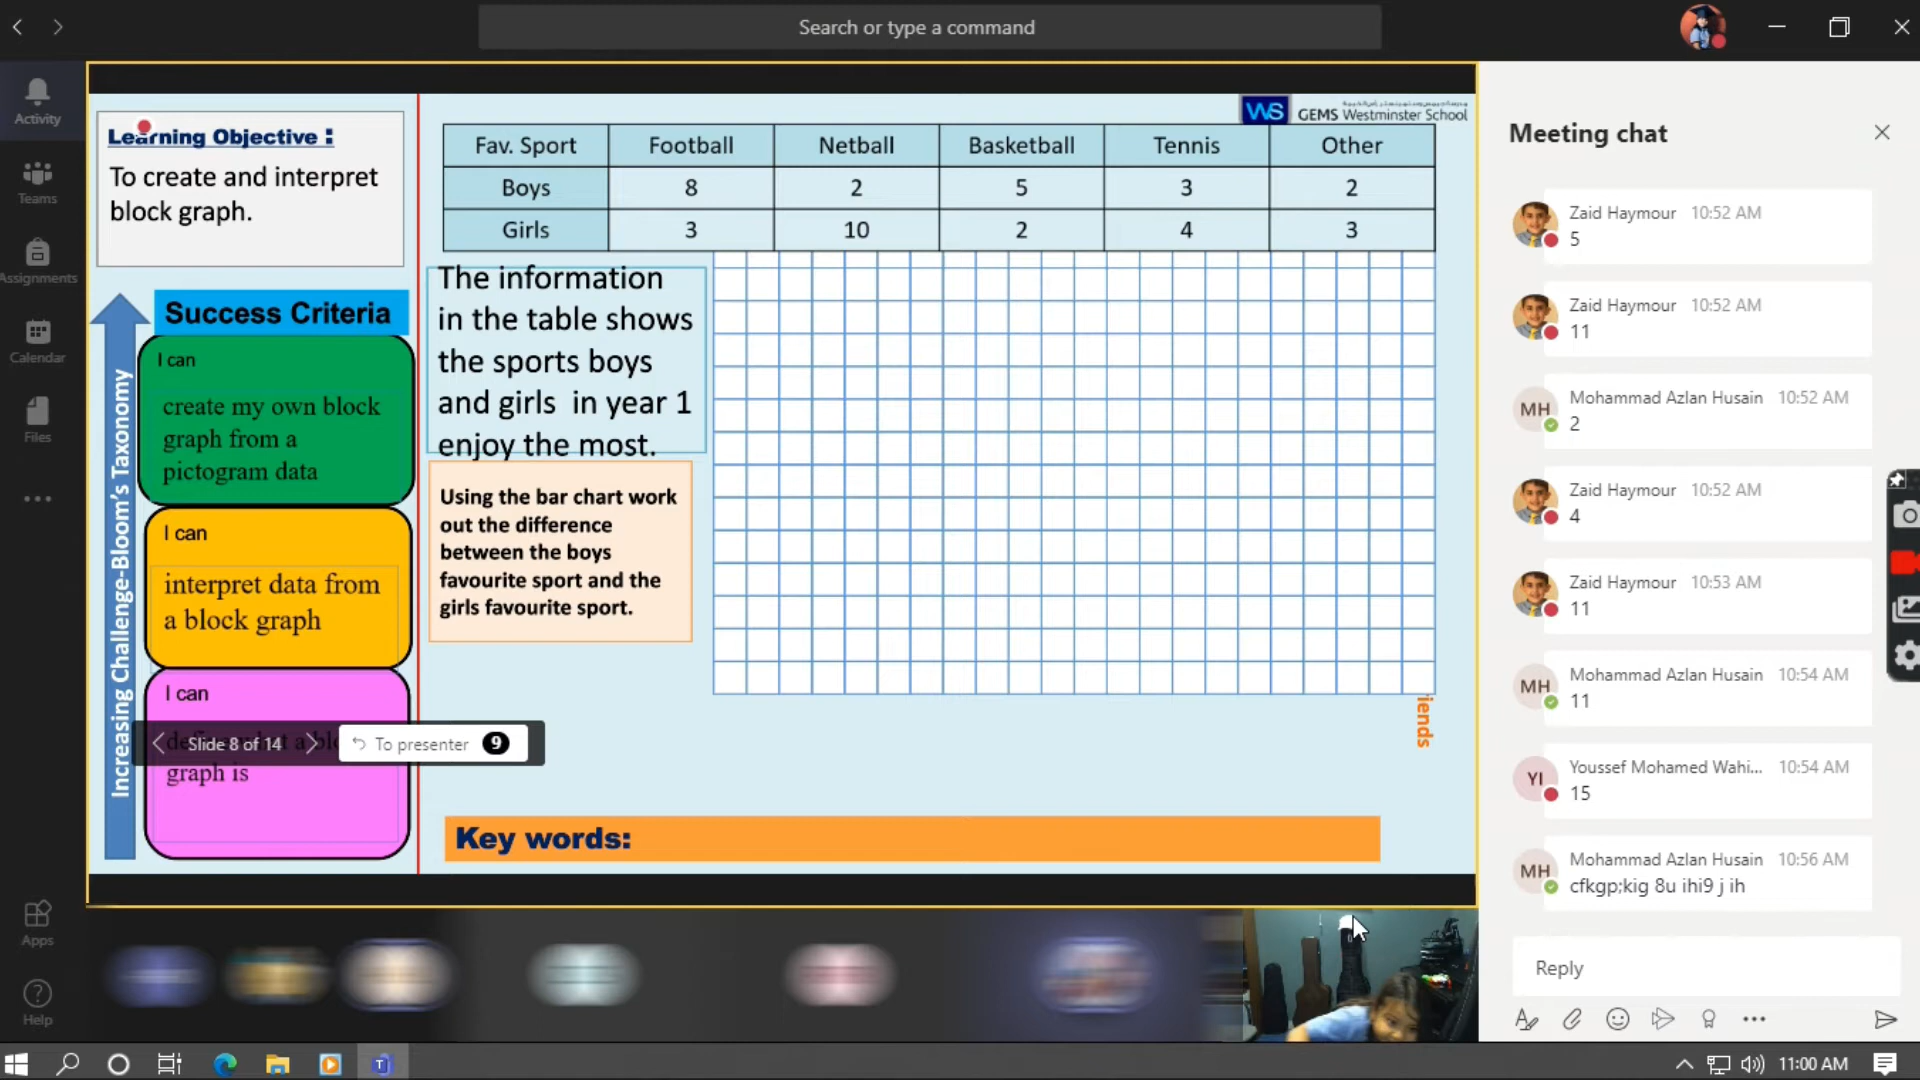 Search or type a command
Activity
Teams
Assignments
Calendar
Files
Apps
Help
Learning Objective :
To create and interpret
block graph.
Increasing Challenge-Bloom's Taxonomy
Success Criteria
I can
create my own block
graph from a
pictogram data
I can
interpret data from
a block graph
I can
graph is
Slide 8 of 14
To presenter 9
WS GEMS Westminster School
Fav. Sport Football Netball Basketball Tennis Other
Boys 8 2 5 3 2
Girls 3 10 2 4 3
The information
in the table shows
the sports boys
and girls in year 1
enjoy the most.
Using the bar chart work
out the difference
between the boys
favourite sport and the
girls favourite sport.
iends
Key words:
Meeting chat
Zaid Haymour 10:52 AM
5
Zaid Haymour 10:52 AM
11
MH
Mohammad Azlan Husain 10:52 AM
2
Zaid Haymour 10:52 AM
4
Zaid Haymour 10:53 AM
11
MH
Mohammad Azlan Husain 10:54 AM
11
YI
Youssef Mohamed Wahi... 10:54 AM
15
MH
Mohammad Azlan Husain 10:56 AM
cfkgp;kig 8u ihi9 j ih
Reply
11:00 AM